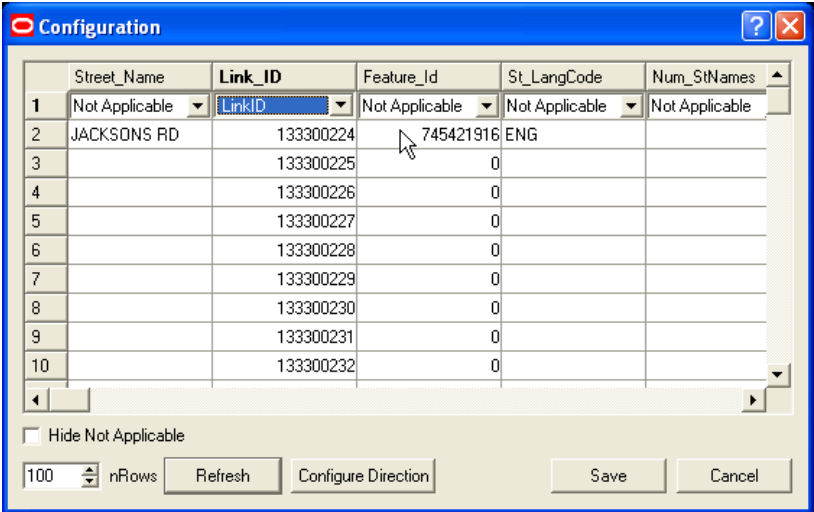 Configuration
Street_Name Link_ID Feature_Id St_LangCode Num_StNames
1 Not Applicable LinkID Not Applicable Not Applicable Not Applicable
2 JACKSONS RD 133300224 745421916 ENG
3 133300225 0
4 133300226 0
5 133300227 0
6 133300228 0
7 133300229 0
8 133300230 0
9 133300231 0
10 133300232 0
Hide Not Applicable
100 nRows Refresh Configure Direction Save Cancel